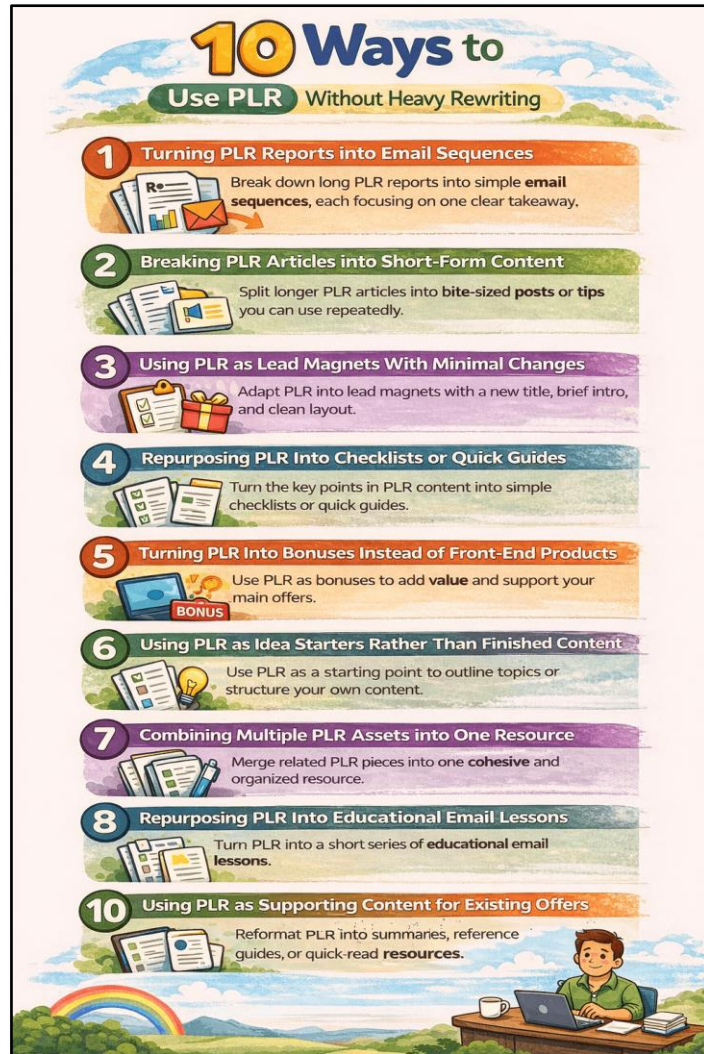 10 Ways to
Use PLR Without Heavy Rewriting
1 Turning PLR Reports into Email Sequences
Break down long PLR reports into simple email
sequences, each focusing on one clear takeaway.
2 Breaking PLR Articles into Short-Form Content
Split longer PLR articles into bite-sized posts or tips
you can use repeatedly.
3 Using PLR as Lead Magnets With Minimal Changes
Adapt PLR into lead magnets with a new title, brief intro,
and clean layout.
4 Repurposing PLR Into Checklists or Quick Guides
Turn the key points in PLR content into simple
checklists or quick guides.
5 Turning PLR Into Bonuses Instead of Front-End Products
Use PLR as bonuses to add value and support your
main offers.
BONUS
6 Using PLR as Idea Starters Rather Than Finished Content
Use PLR as a starting point to outline topics or
structure your own content.
7 Combining Multiple PLR Assets into One Resource
Merge related PLR pieces into one cohesive and
organized resource.
8 Repurposing PLR Into Educational Email Lessons
Turn PLR into a short series of educational email
lessons.
10 Using PLR as Supporting Content for Existing Offers
Reformat PLR into summaries, reference
guides, or quick-read resources.